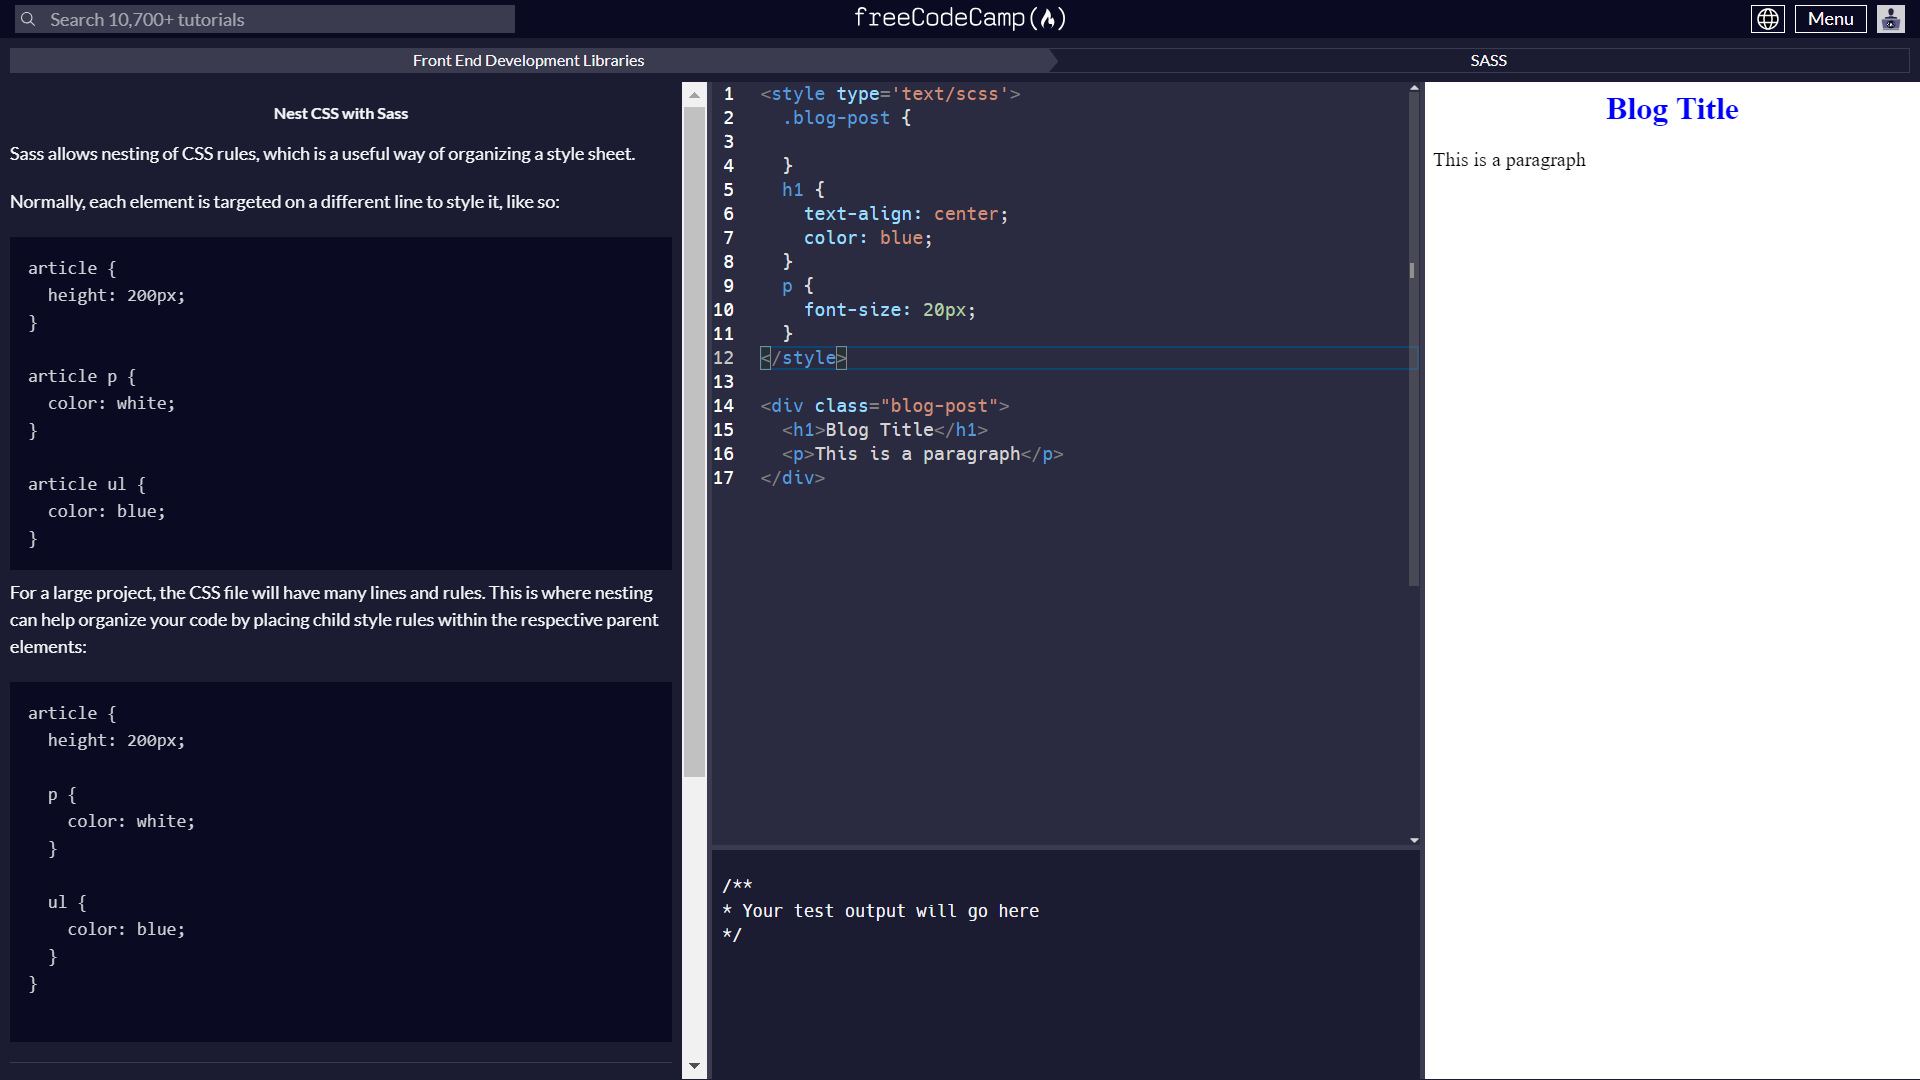 Search 10,700+ tutorials
freeCodeCamp
Menu
Front End Development Libraries
SASS
Nest CSS with Sass
Sass allows nesting of CSS rules, which is a useful way of organizing a style sheet.
Normally, each element is targeted on a different line to style it, like so:
article {
  height: 200px;
}
article p {
  color: white;
}
article ul {
  color: blue;
}
For a large project, the CSS file will have many lines and rules. This is where nesting
can help organize your code by placing child style rules within the respective parent
elements:
article {
  height: 200px;
  p {
    color: white;
  }
  ul {
    color: blue;
  }
}
1 <style type='text/scss'>
2   .blog-post {
3
4   }
5   h1 {
6     text-align: center;
7     color: blue;
8   }
9   p {
10     font-size: 20px;
11   }
12 </style>
13
14 <div class="blog-post">
15   <h1>Blog Title</h1>
16   <p>This is a paragraph</p>
17 </div>
/**
* Your test output will go here
*/
Blog Title
This is a paragraph